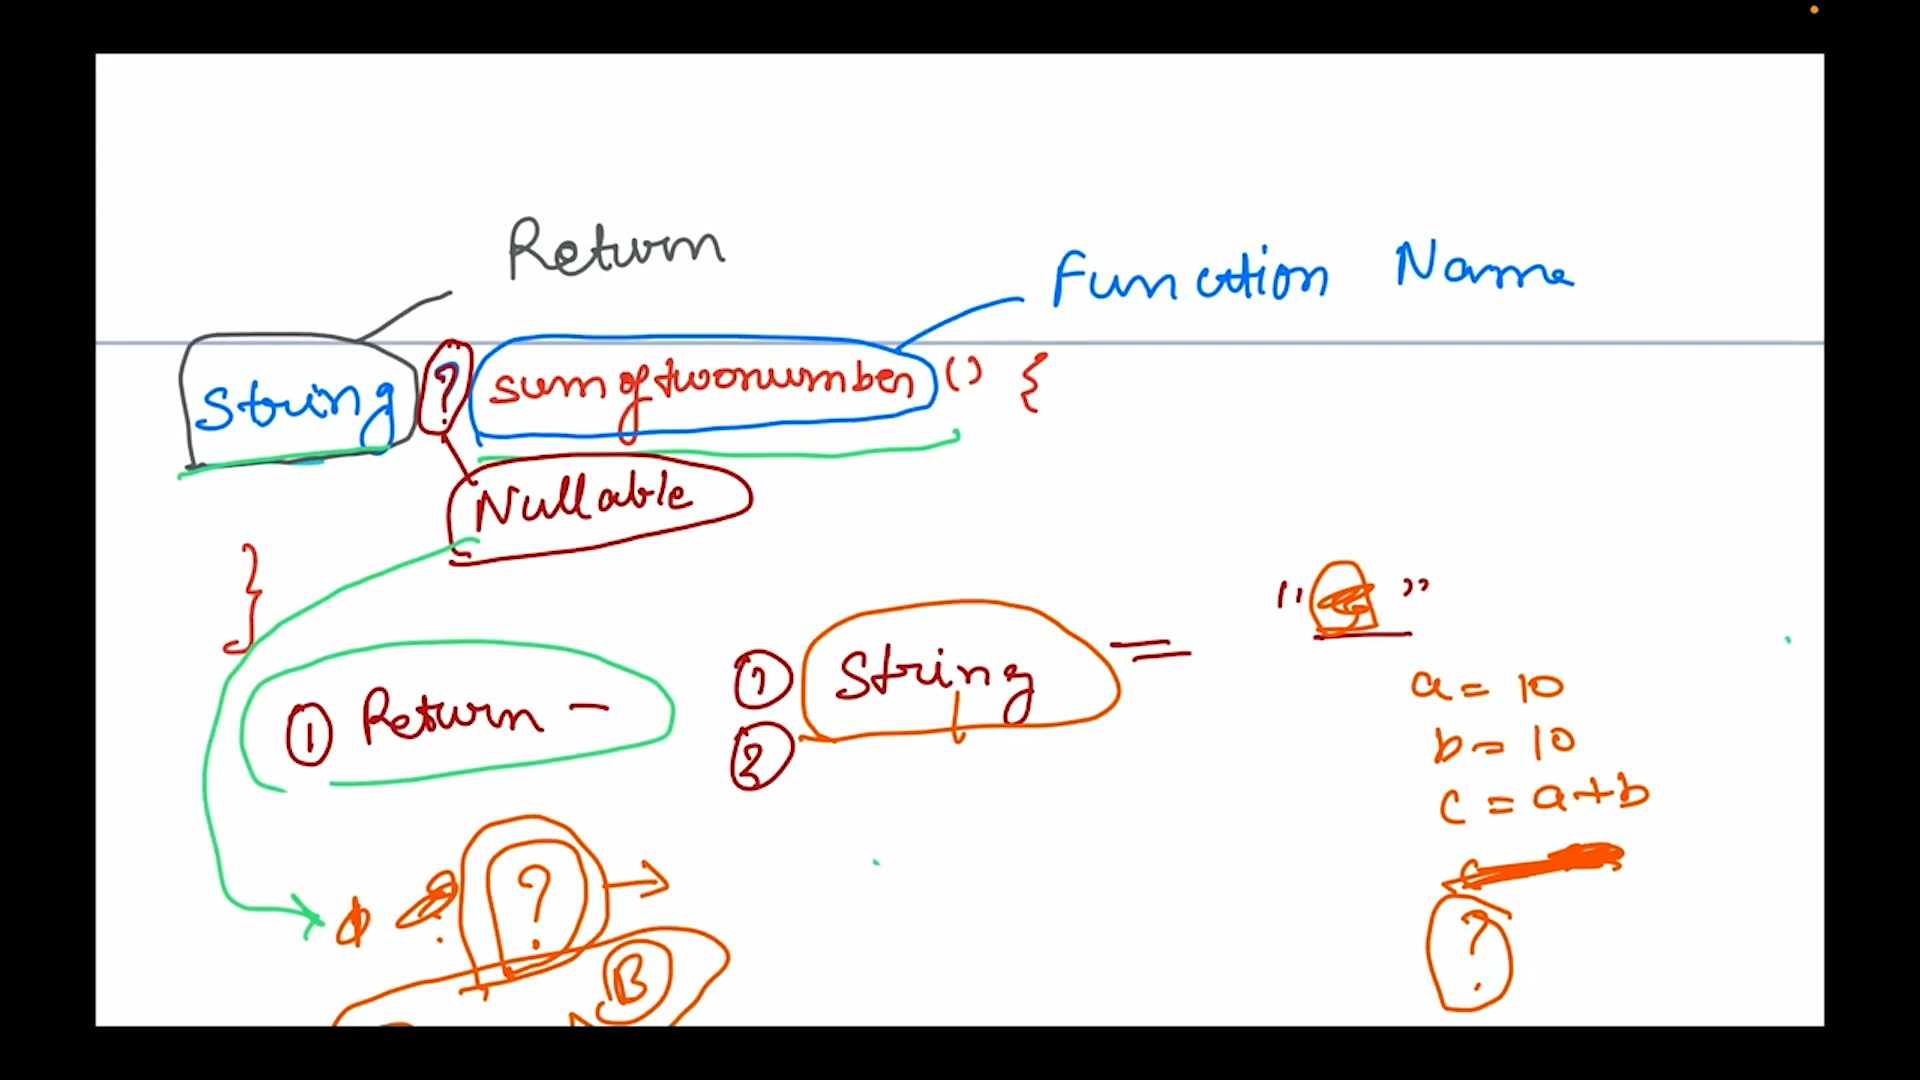 Return
Function Name
String ? sumoftwonumber () {
Nullable
}
" "
① Return - ① String =
②
a = 10
b = 10
c = a+b
? ?
B